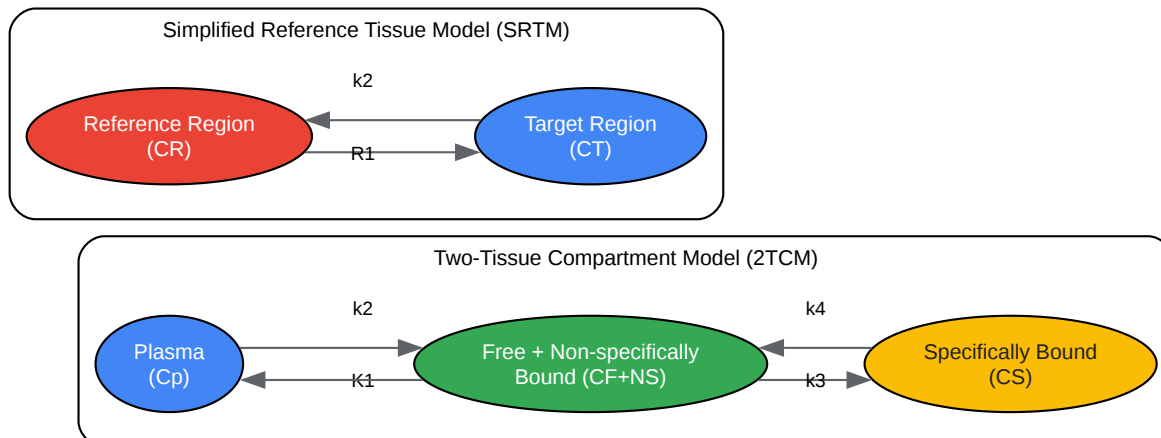 Simplified Reference Tissue Model (SRTM)
k2
Reference Region
(CR)
Target Region
(CT)
R1
Two-Tissue Compartment Model (2TCM)
k2
k4
Plasma
(Cp)
Free + Non-specifically
Bound (CF+NS)
Specifically Bound
(CS)
K1
k3